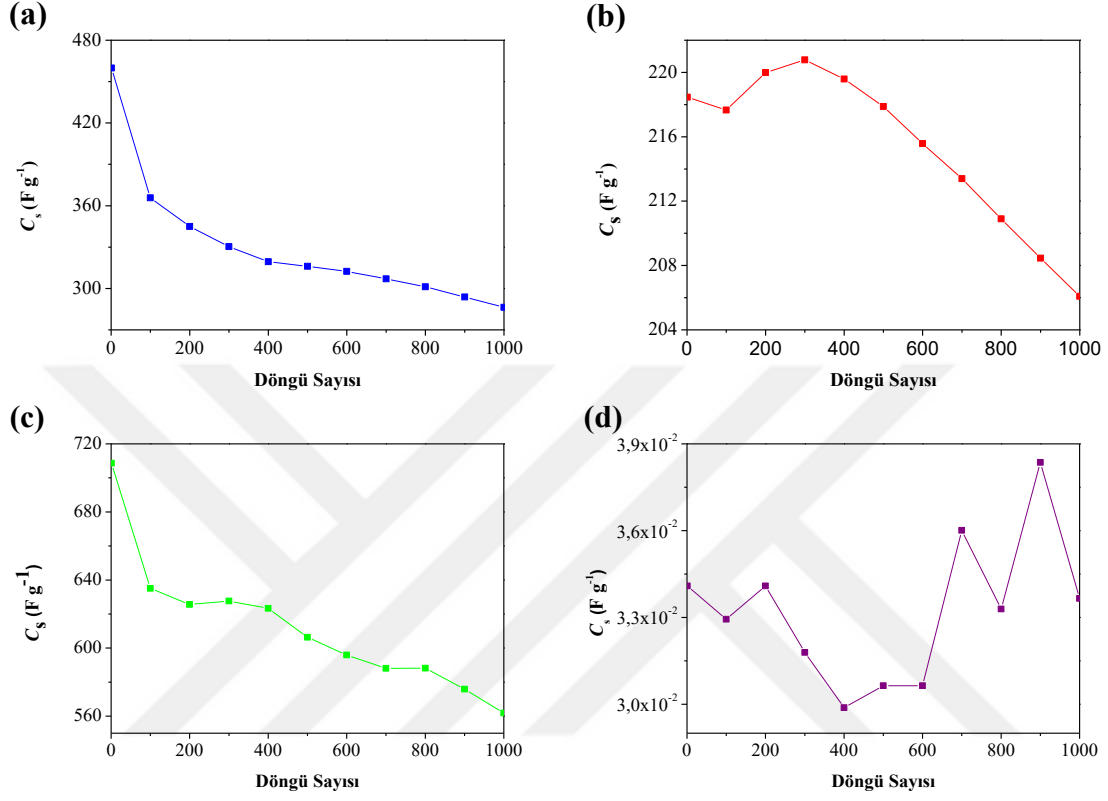 (a)
480
420
360
300
C_s (F g⁻¹)
0 200 400 600 800 1000
Döngü Sayısı
(b)
220
216
212
208
204
C_s (F g⁻¹)
0 200 400 600 800 1000
Döngü Sayısı
(c)
720
680
640
600
560
C_s (F g⁻¹)
0 200 400 600 800 1000
Döngü Sayısı
(d)
3,9x10⁻²
3,6x10⁻²
3,3x10⁻²
3,0x10⁻²
C_s (F g⁻¹)
0 200 400 600 800 1000
Döngü Sayısı